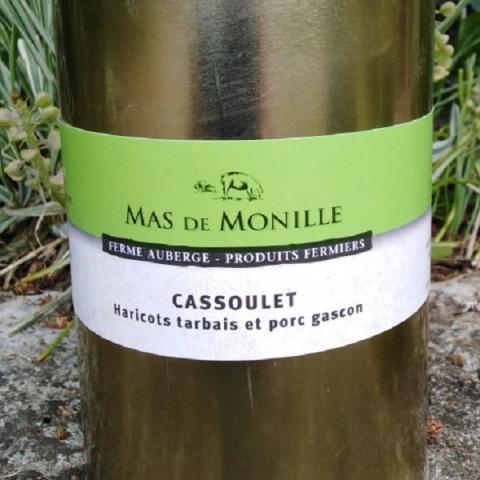 MAS DE MONILLE
FERME AUBERGE - PRODUITS FERMIERS
CASSOULET
Haricots tarbais et porc gascon